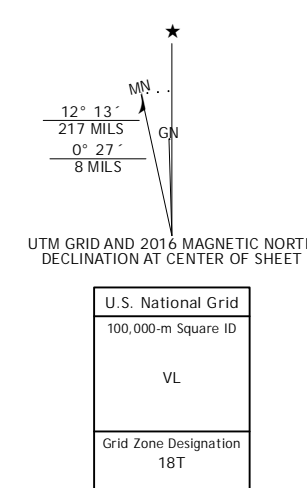 MN
GN
12° 13´
217 MILS
0° 27´
8 MILS
UTM GRID AND 2016 MAGNETIC NORTH
DECLINATION AT CENTER OF SHEET
U.S. National Grid
100,000-m Square ID
VL
Grid Zone Designation
18T